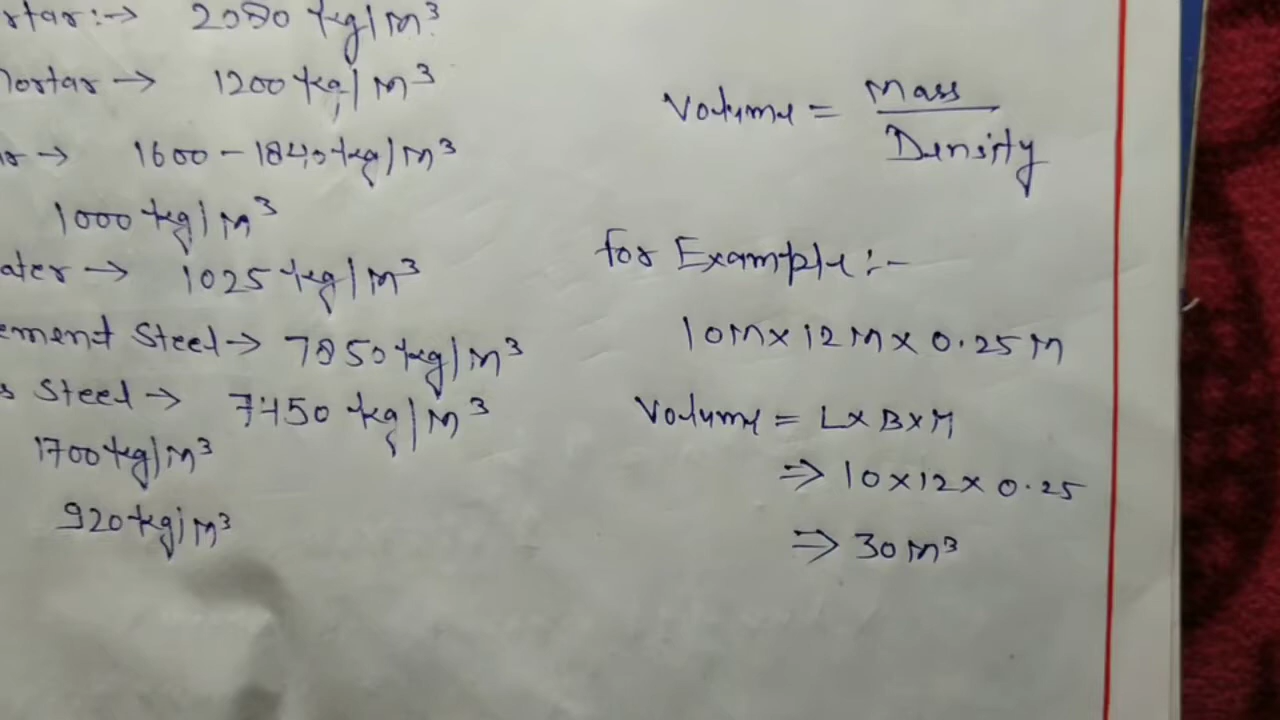 rtar:→ 2080 kg/m³
Mortar → 1200 kg/m³
ar → 1600 - 1840 kg/m³
1000 kg/m³
ater → 1025 kg/m³
ement Steel → 7850 kg/m³
s Steel → 7450 kg/m³
1700 kg/m³
920 kg/m³
Volume = Mass
Density
for Example:-
10M × 12M × 0.25M
Volume = L×B×H
⇒ 10×12×0.25
⇒ 30M³